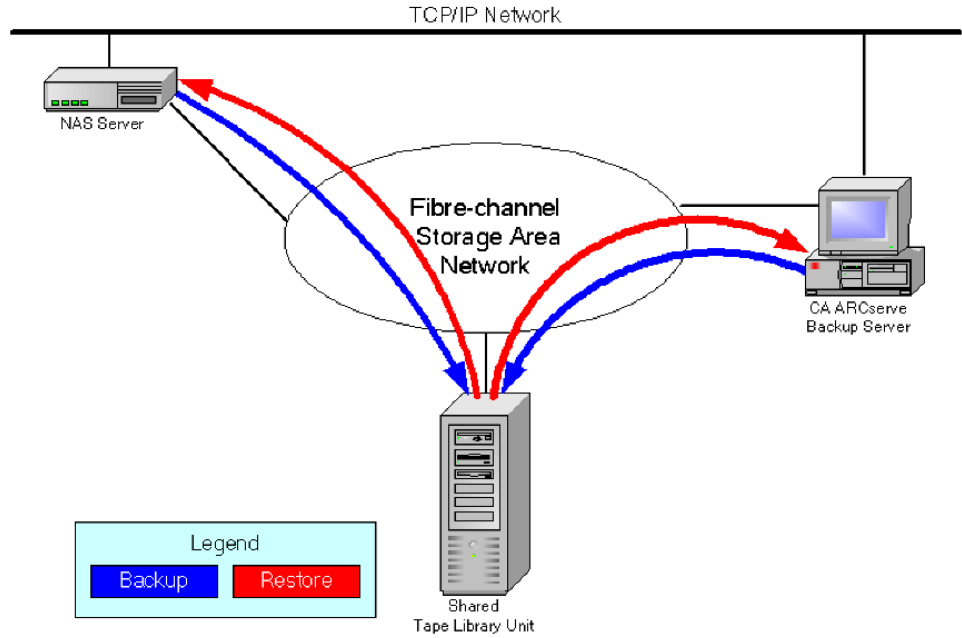 TCP/IP Network
NAS Server
Fibre-channel
Storage Area
Network
CA ARCserve
Backup Server
Legend
Backup
Restore
Shared
Tape Library Unit